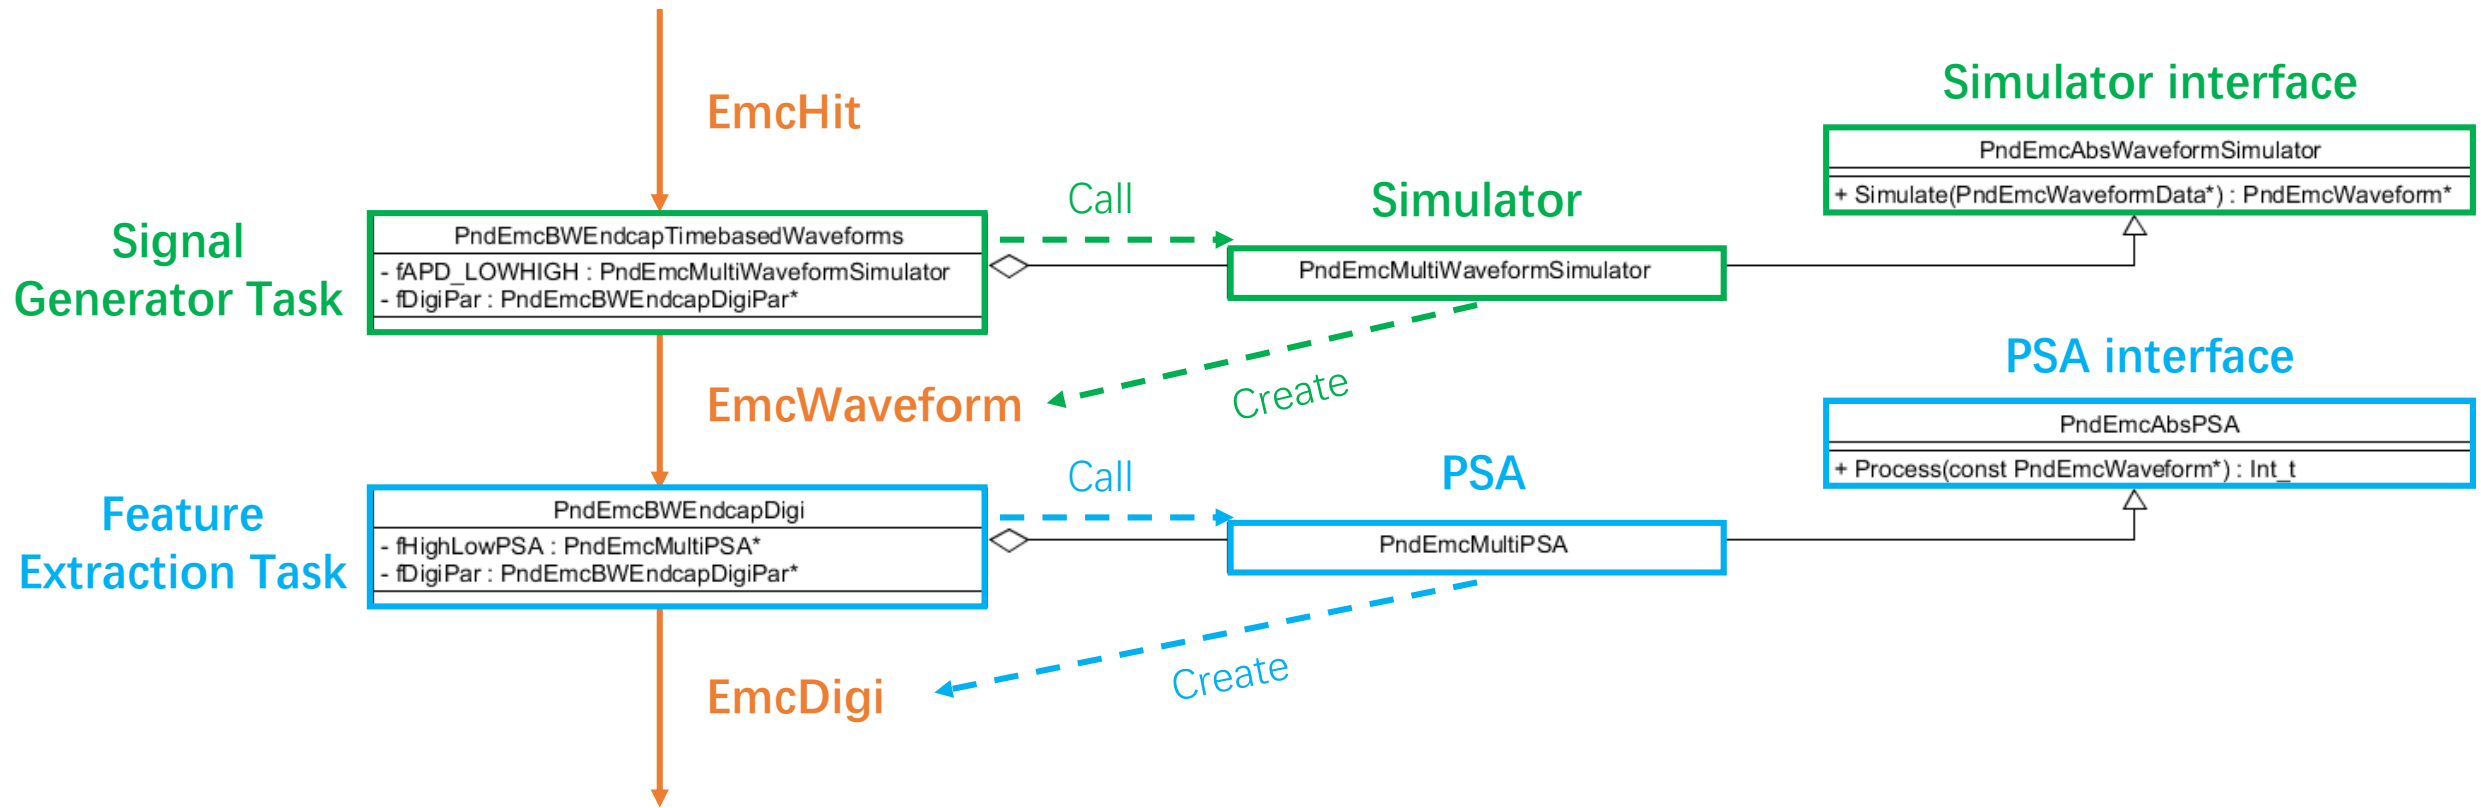 EmcHit
Simulator interface
PndEmcAbsWaveformSimulator
+ Simulate(PndEmcWaveformData*) : PndEmcWaveform*
Signal
Generator Task
PndEmcBWEndcapTimebasedWaveforms
- fAPD_LOWHIGH : PndEmcMultiWaveformSimulator
- fDigiPar : PndEmcBWEndcapDigiPar*
Call
Simulator
PndEmcMultiWaveformSimulator
EmcWaveform
Create
PSA interface
PndEmcAbsPSA
+ Process(const PndEmcWaveform*) : Int_t
Feature
Extraction Task
PndEmcBWEndcapDigi
- fHighLowPSA : PndEmcMultiPSA*
- fDigiPar : PndEmcBWEndcapDigiPar*
Call
PSA
PndEmcMultiPSA
EmcDigi
Create